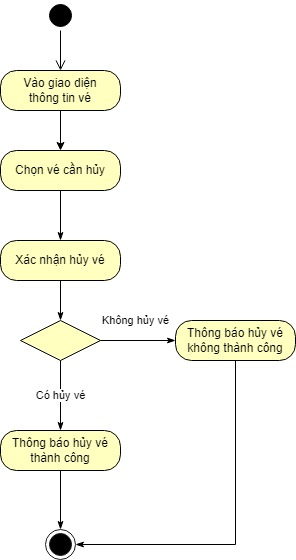 Vào giao diện
thông tin vé
Chọn vé cần hủy
Xác nhận hủy vé
Không hủy vé
Thông báo hủy vé
không thành công
Có hủy vé
Thông báo hủy vé
thành công